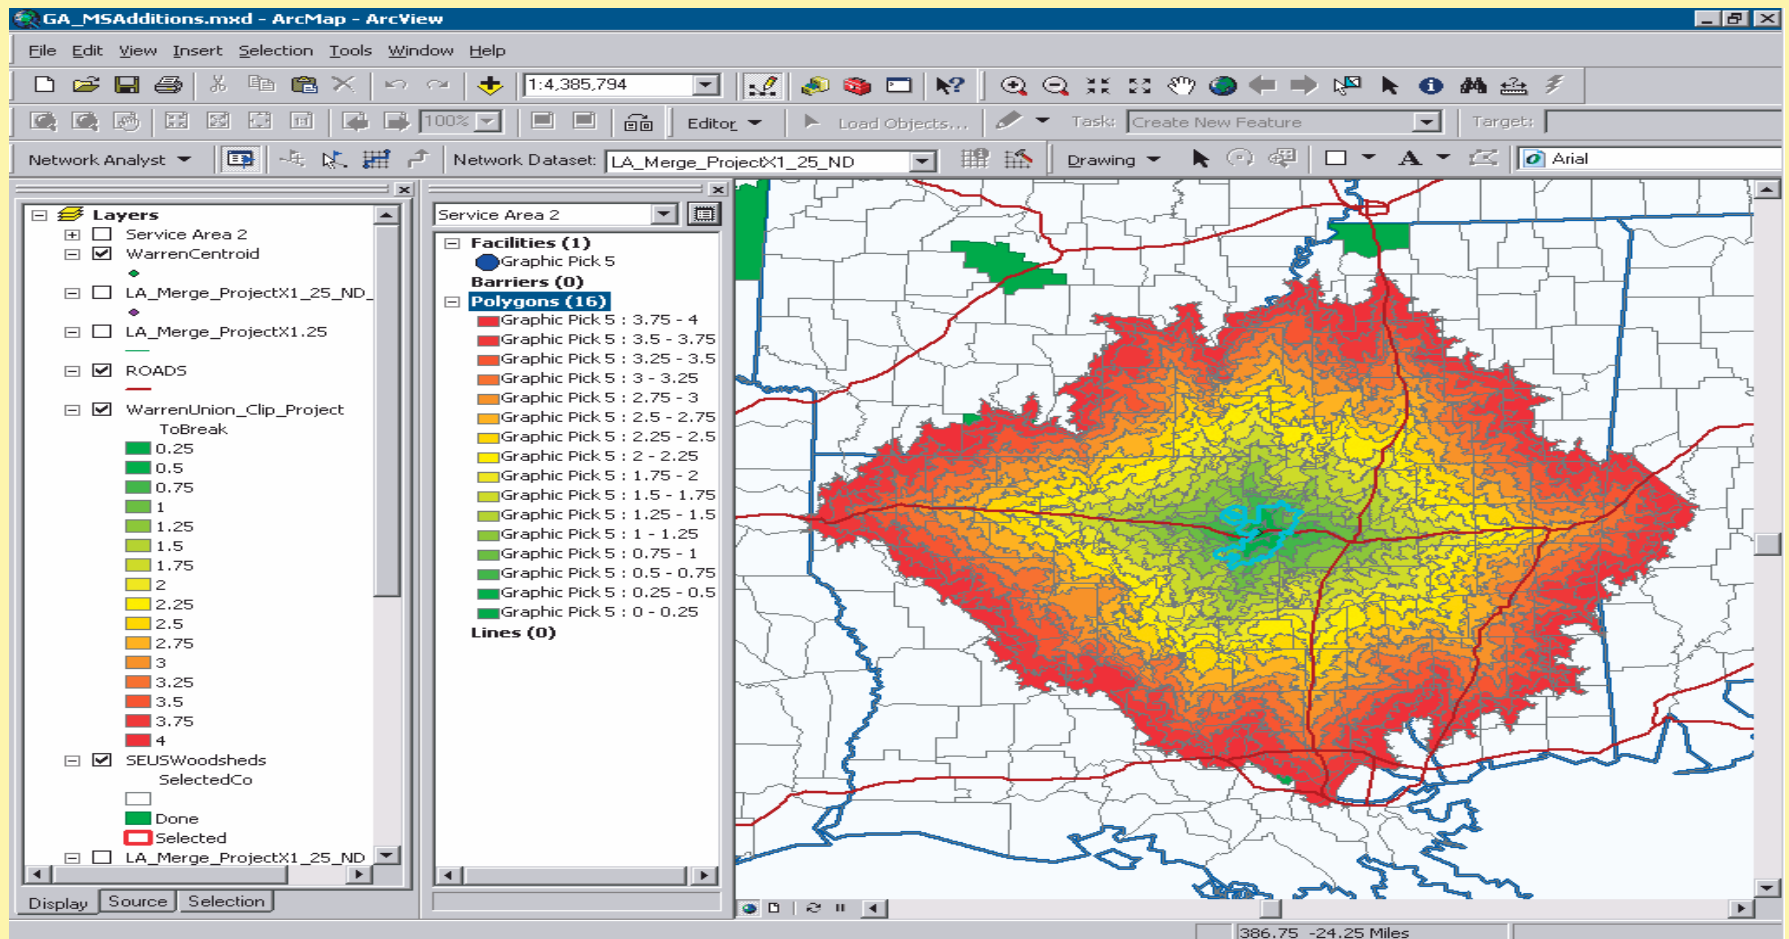 GA_MSAdditions.mxd - ArcMap - ArcView
File Edit View Insert Selection Tools Window Help
1:4,385,794
100% Editor Load Objects... Task: Create New Feature Target:
Network Analyst Network Dataset: LA_Merge_ProjectX1_25_ND Drawing A Arial
Layers
Service Area 2
WarrenCentroid
LA_Merge_ProjectX1_25_ND_
LA_Merge_ProjectX1.25
ROADS
WarrenUnion_Clip_Project
ToBreak
0.25
0.5
0.75
1
1.25
1.5
1.75
2
2.25
2.5
2.75
3
3.25
3.5
3.75
4
SEUSWoodsheds
SelectedCo
Done
Selected
LA_Merge_ProjectX1_25_ND
Display Source Selection
Service Area 2
Facilities (1)
Graphic Pick 5
Barriers (0)
Polygons (16)
Graphic Pick 5 : 3.75 - 4
Graphic Pick 5 : 3.5 - 3.75
Graphic Pick 5 : 3.25 - 3.5
Graphic Pick 5 : 3 - 3.25
Graphic Pick 5 : 2.75 - 3
Graphic Pick 5 : 2.5 - 2.75
Graphic Pick 5 : 2.25 - 2.5
Graphic Pick 5 : 2 - 2.25
Graphic Pick 5 : 1.75 - 2
Graphic Pick 5 : 1.5 - 1.75
Graphic Pick 5 : 1.25 - 1.5
Graphic Pick 5 : 1 - 1.25
Graphic Pick 5 : 0.75 - 1
Graphic Pick 5 : 0.5 - 0.75
Graphic Pick 5 : 0.25 - 0.5
Graphic Pick 5 : 0 - 0.25
Lines (0)
386.75 -24.25 Miles